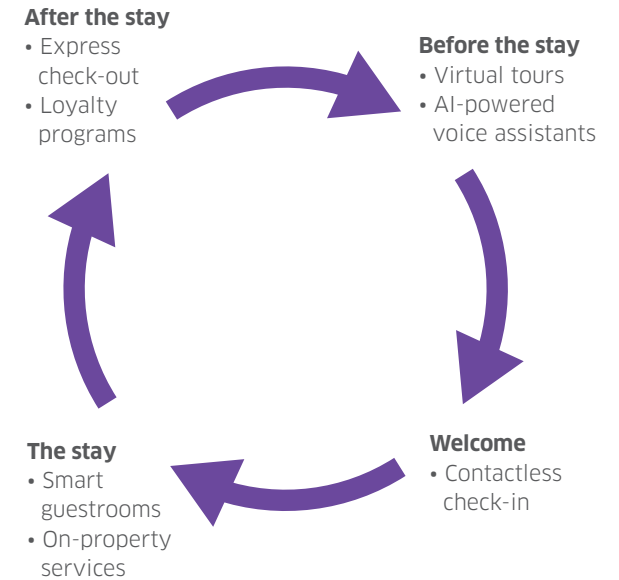 After the stay
• Express
check-out
• Loyalty
programs
Before the stay
• Virtual tours
• AI-powered
voice assistants
Welcome
• Contactless
check-in
The stay
• Smart
guestrooms
• On-property
services